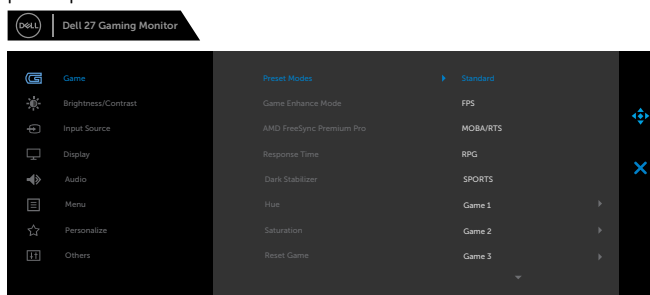 DELL
Dell 27 Gaming Monitor
Game
Brightness/Contrast
Input Source
Display
Audio
Menu
Personalize
Others
Preset Modes
Game Enhance Mode
AMD FreeSync Premium Pro
Response Time
Dark Stabilizer
Hue
Saturation
Reset Game
Standard
FPS
MOBA/RTS
RPG
SPORTS
Game 1
Game 2
Game 3